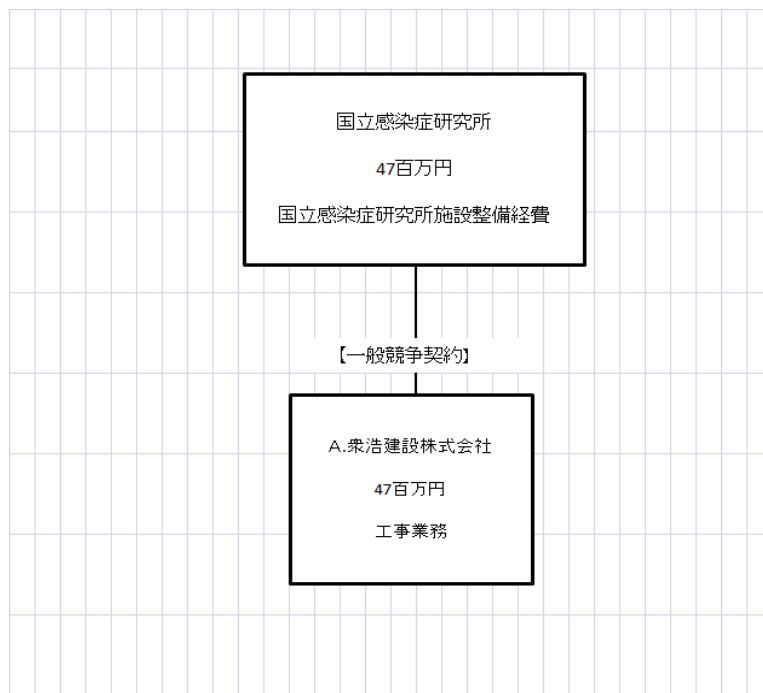 国立感染症研究所
47百万円
国立感染症研究所施設整備経費
【一般競争契約】
A.衆浩建設株式会社
47百万円
工事業務